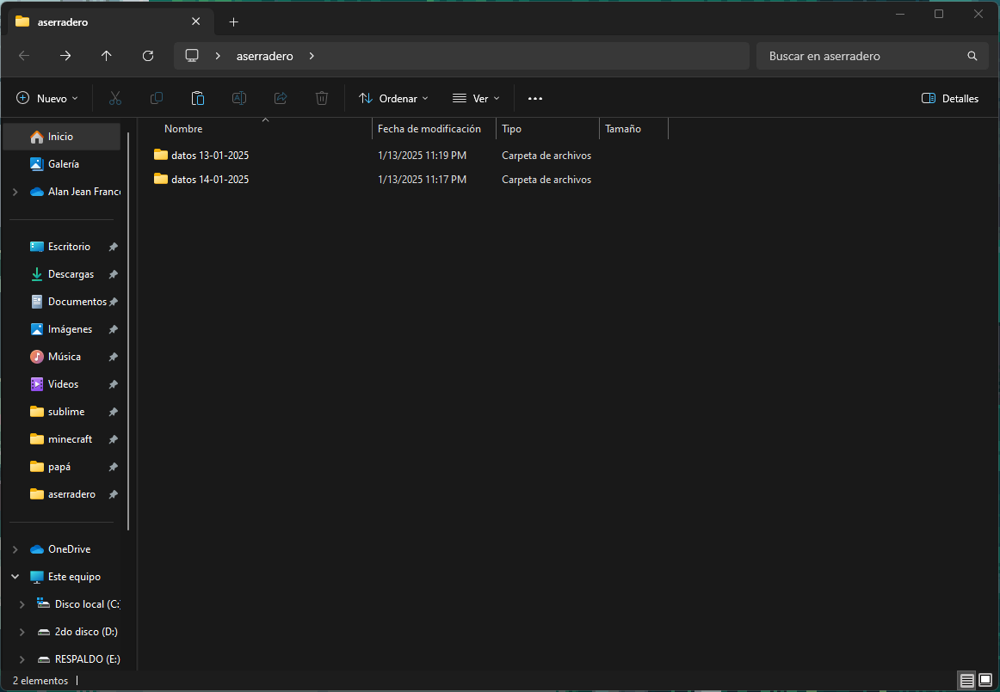 aserradero
aserradero
Buscar en aserradero
Nuevo
Ordenar
Ver
Detalles
Nombre
Fecha de modificación
Tipo
Tamaño
datos 13-01-2025
1/13/2025 11:19 PM
Carpeta de archivos
datos 14-01-2025
1/13/2025 11:17 PM
Carpeta de archivos
Inicio
Galería
Alan Jean Franco
Escritorio
Descargas
Documentos
Imágenes
Música
Videos
sublime
minecraft
papá
aserradero
OneDrive
Este equipo
Disco local (C:)
2do disco (D:)
RESPALDO (E:)
2 elementos